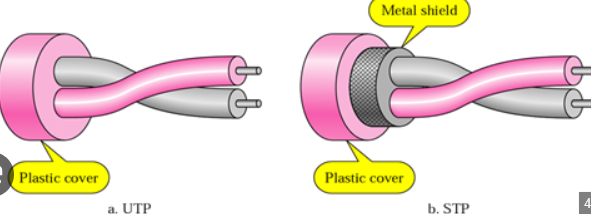 Metal shield
Plastic cover
Plastic cover
a. UTP
b. STP
4